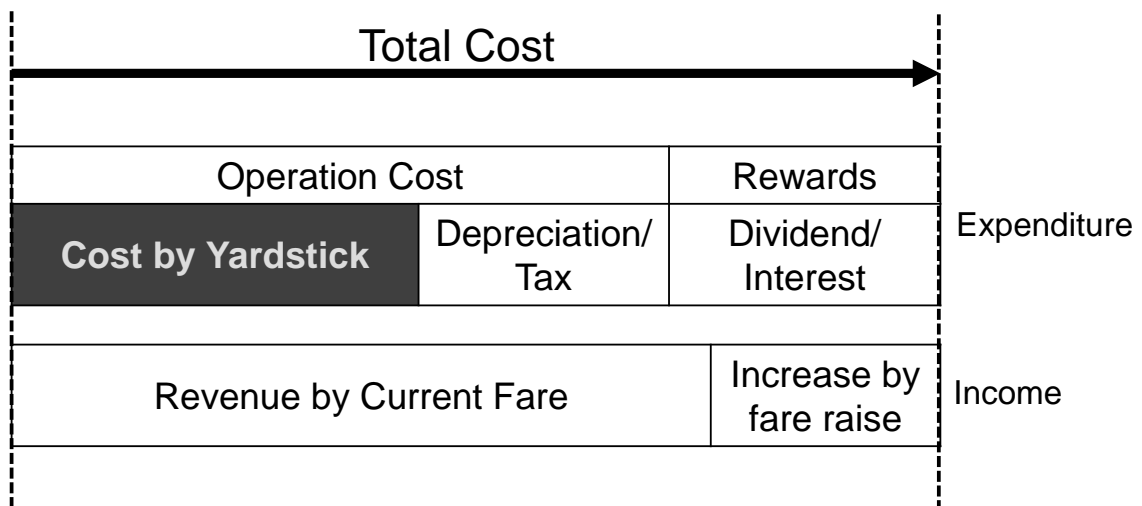 Total Cost
Operation Cost
Rewards
Cost by Yardstick
Depreciation/
Tax
Dividend/
Interest
Expenditure
Revenue by Current Fare
Increase by
fare raise
Income